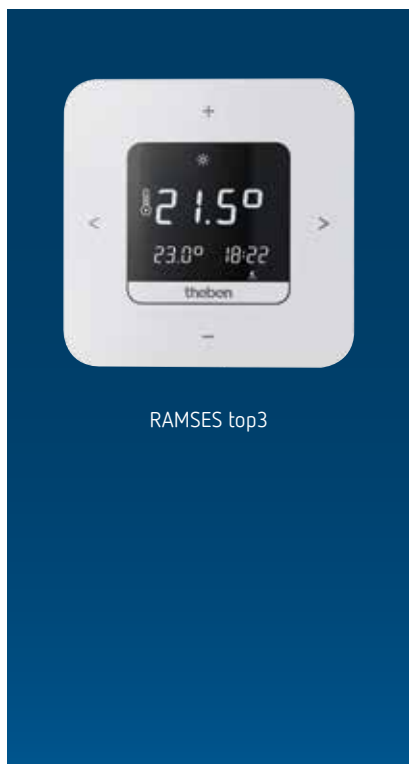 +
21.5°
< >
23.0° 18:22
theben
−
RAMSES top3